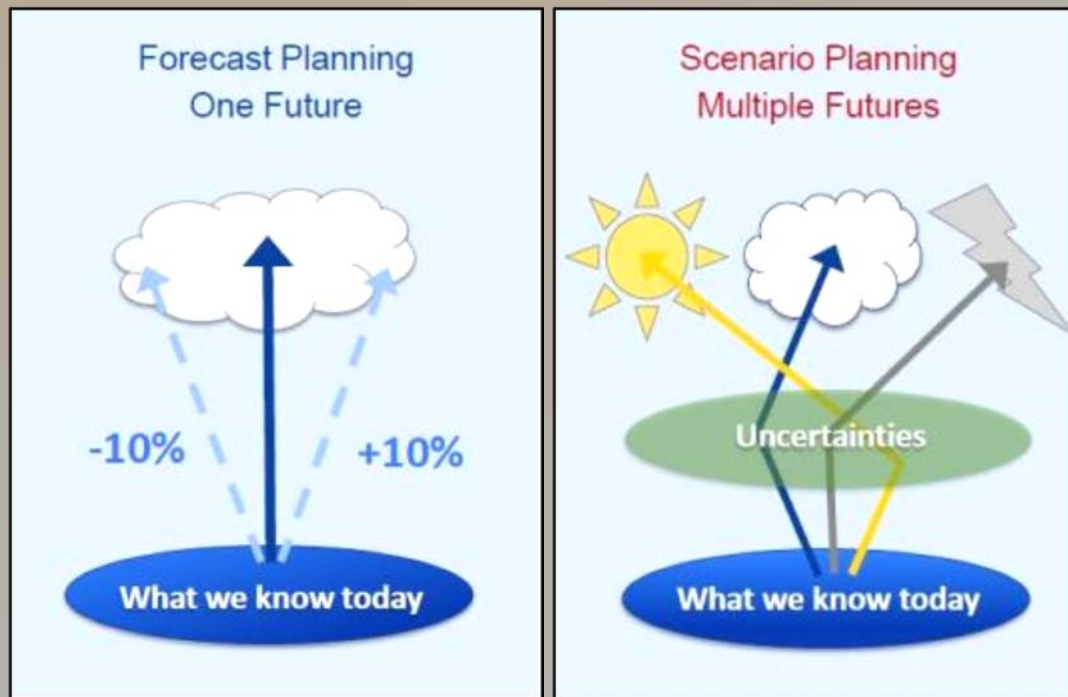 Forecast Planning
One Future
-10%
+10%
What we know today
Scenario Planning
Multiple Futures
Uncertainties
What we know today